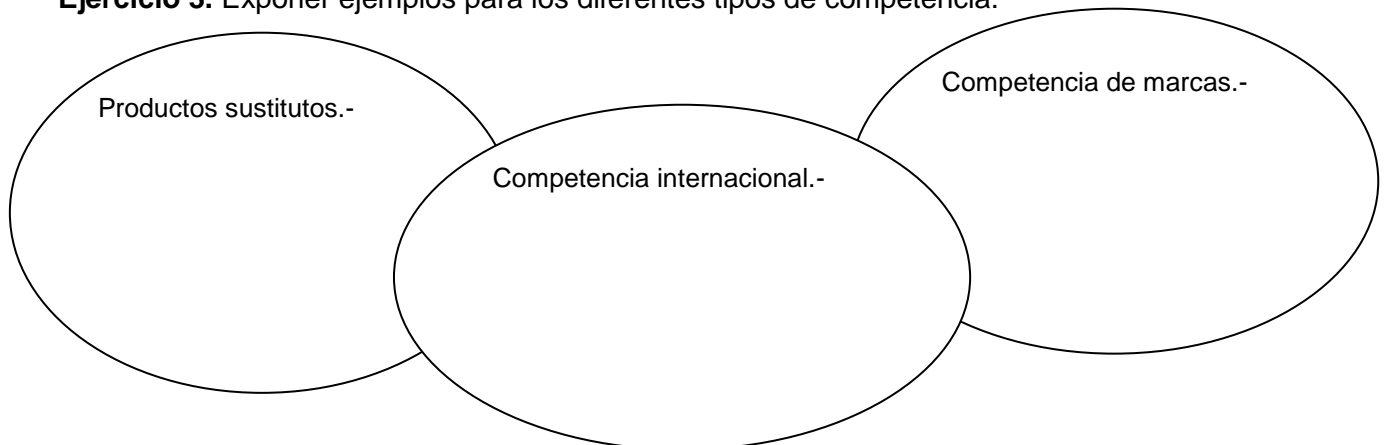 Ejercicio 3. Exponer ejemplos para los diferentes tipos de competencia.
Productos sustitutos.-
Competencia internacional.-
Competencia de marcas.-